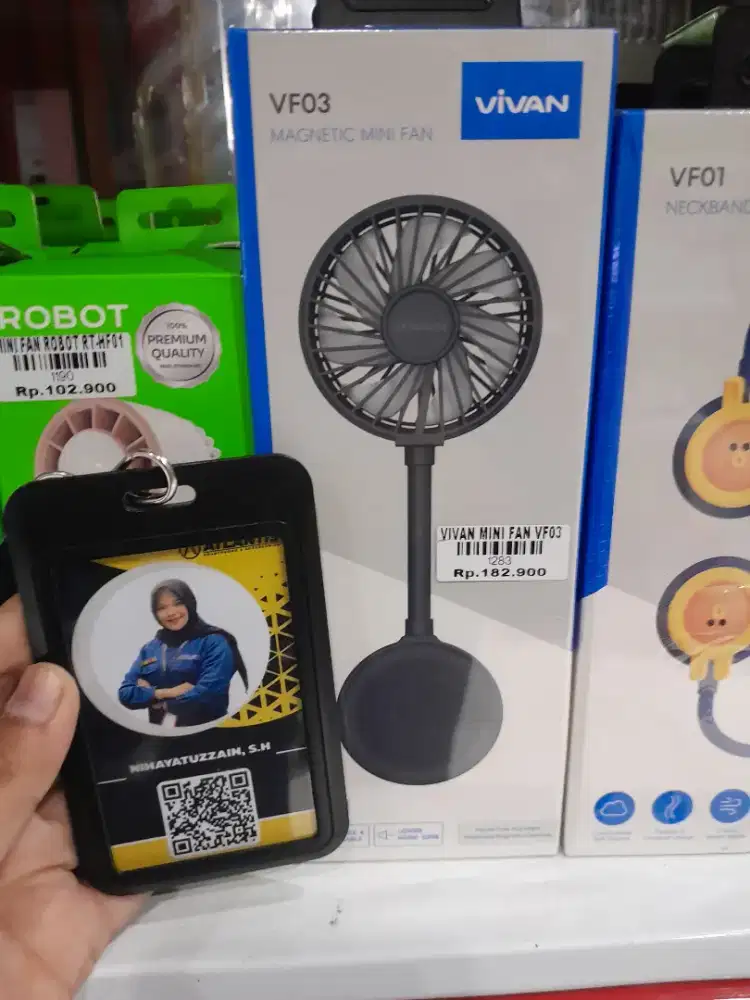 VF03
MAGNETIC MINI FAN
VIVAN
VF01
NECKBAND
ROBOT
100%
PREMIUM
QUALITY
MINI FAN ROBOT RT-HF01
1190
Rp.102.900
VIVAN MINI FAN VF03
1283
Rp.182.900
NIHAYATUZZAIN, S.H